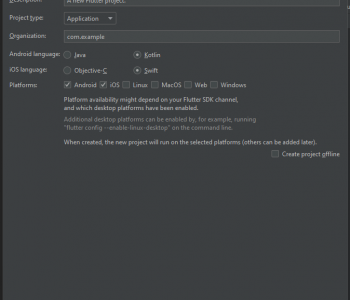 Description: A new Flutter project.
Project type: Application
Organization: com.example
Android language: Java Kotlin
iOS language: Objective-C Swift
Platforms: Android iOS Linux MacOS Web Windows
Platform availability might depend on your Flutter SDK channel,
and which desktop platforms have been enabled.
Additional desktop platforms can be enabled by, for example, running
"flutter config --enable-linux-desktop" on the command line.
When created, the new project will run on the selected platforms (others can be added later).
Create project offline